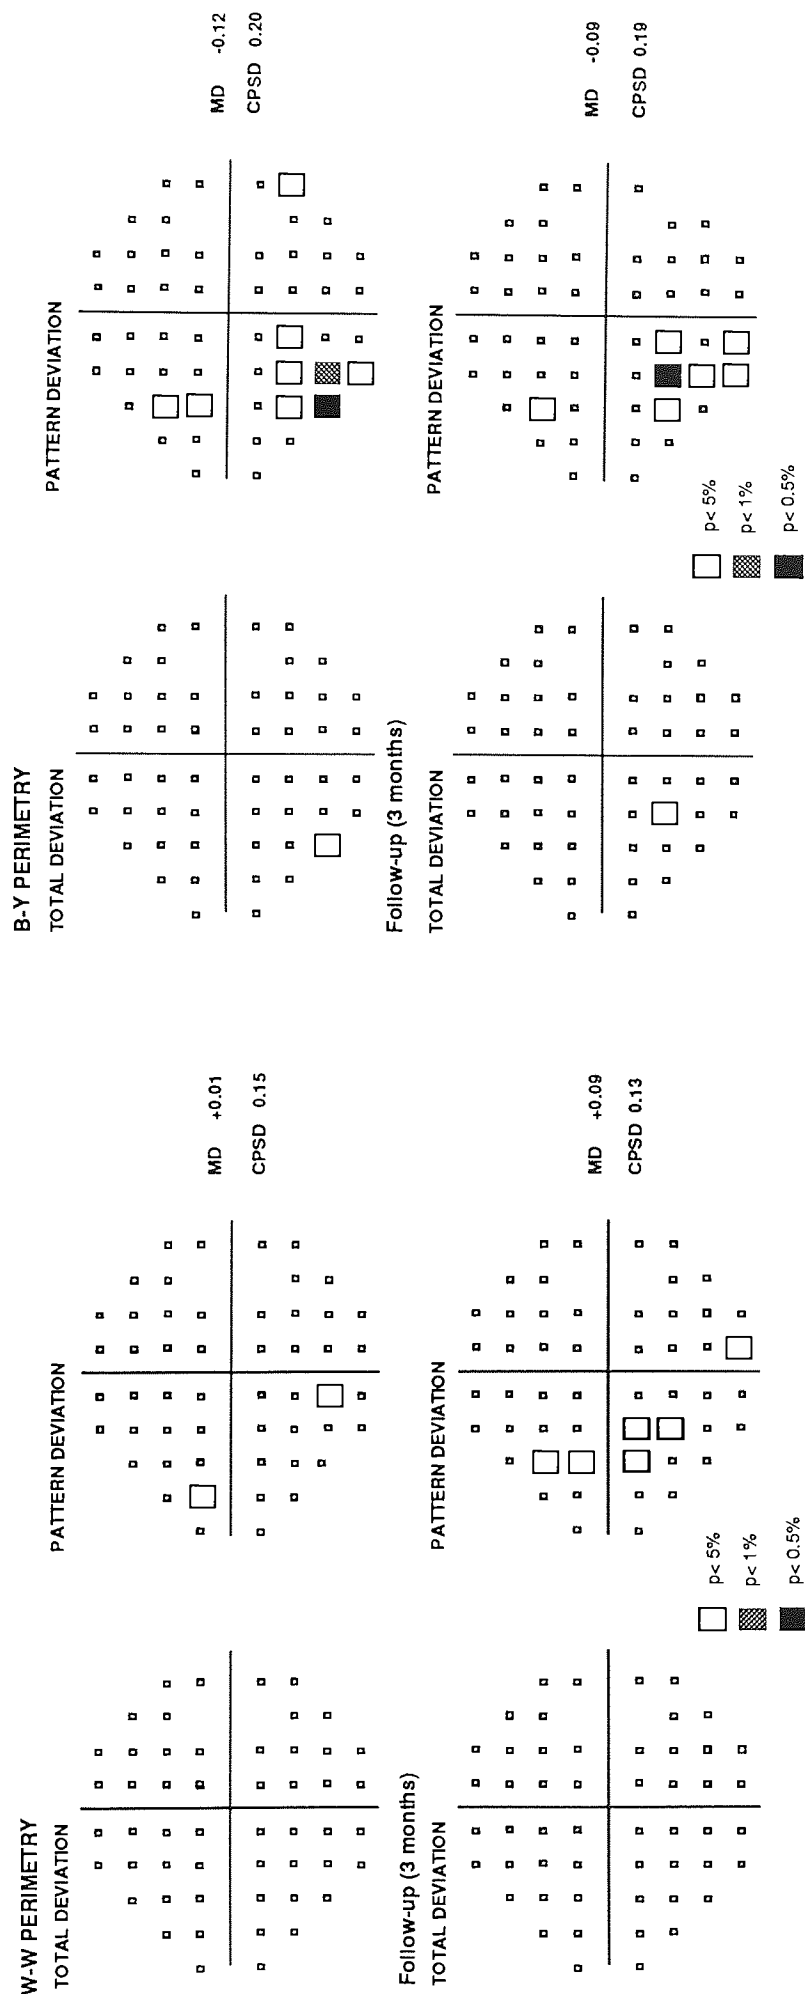 W-W PERIMETRY
TOTAL DEVIATION
PATTERN DEVIATION
MD +0.01
CPSD 0.15
Follow-up (3 months)
TOTAL DEVIATION
PATTERN DEVIATION
MD +0.09
CPSD 0.13
p< 5%
p< 1%
p< 0.5%
B-Y PERIMETRY
TOTAL DEVIATION
PATTERN DEVIATION
MD -0.12
CPSD 0.20
Follow-up (3 months)
TOTAL DEVIATION
PATTERN DEVIATION
MD -0.09
CPSD 0.19
p< 5%
p< 1%
p< 0.5%